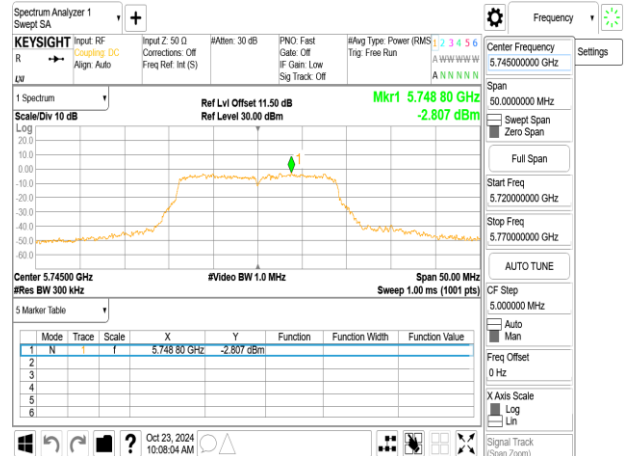 Spectrum Analyzer 1
Swept SA
Frequency
KEYSIGHT
R
Input: RF
Coupling: DC
Align: Auto
Input Z: 50 Ω
Corrections: Off
Freq Ref: Int (S)
#Atten: 30 dB
PNO: Fast
Gate: Off
IF Gain: Low
Sig Track: Off
#Avg Type: Power (RMS
Trig: Free Run
1 2 3 4 5 6
A W W W W W
A N N N N N
Center Frequency
5.745000000 GHz
Settings
Span
50.0000000 MHz
Swept Span
Zero Span
Full Span
Start Freq
5.720000000 GHz
Stop Freq
5.770000000 GHz
AUTO TUNE
CF Step
5.000000 MHz
Auto
Man
Freq Offset
0 Hz
X Axis Scale
Log
Lin
Signal Track
(Span Zoom)
LXI
1 Spectrum
Scale/Div 10 dB
Ref Lvl Offset 11.50 dB
Ref Level 30.00 dBm
Mkr1 5.748 80 GHz
-2.807 dBm
Log
20.0
10.0
0.00
-10.0
-20.0
-30.0
-40.0
-50.0
-60.0
1
Center 5.74500 GHz
#Res BW 300 kHz
#Video BW 1.0 MHz
Span 50.00 MHz
Sweep 1.00 ms (1001 pts)
5 Marker Table
Mode Trace Scale X Y Function Function Width Function Value
1 N 1 f 5.748 80 GHz -2.807 dBm
2
3
4
5
6
?
Oct 23, 2024
10:08:04 AM